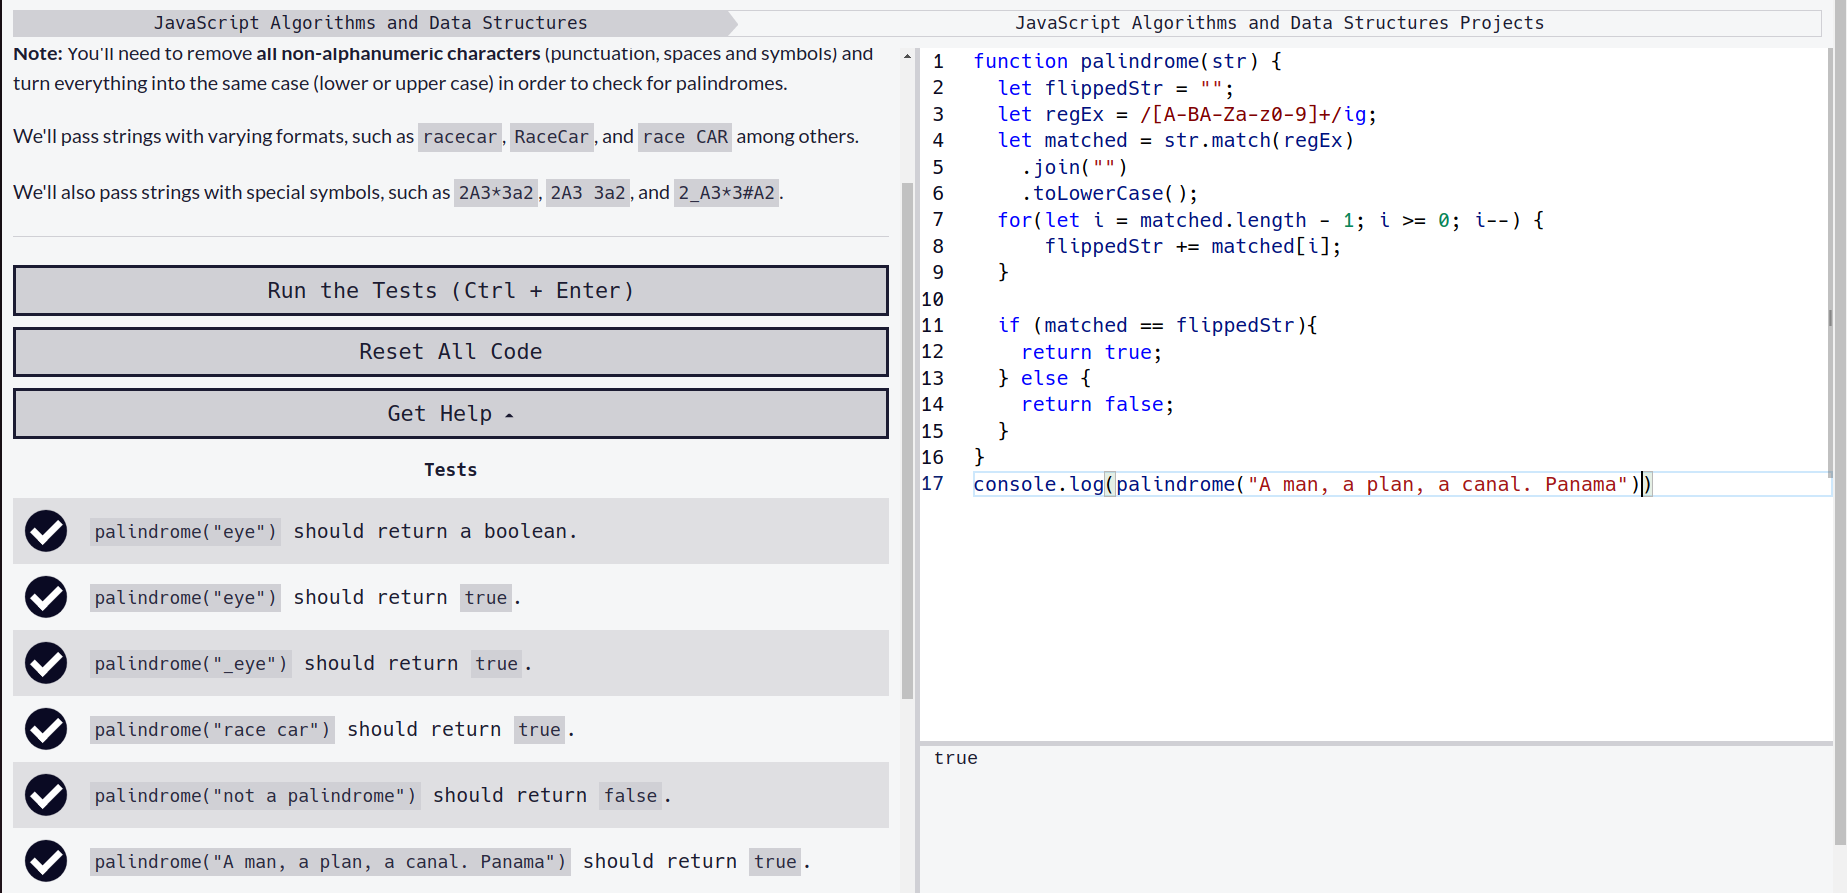 JavaScript Algorithms and Data Structures
JavaScript Algorithms and Data Structures Projects
Note: You'll need to remove all non-alphanumeric characters (punctuation, spaces and symbols) and
turn everything into the same case (lower or upper case) in order to check for palindromes.
We'll pass strings with varying formats, such as racecar, RaceCar, and race CAR among others.
We'll also pass strings with special symbols, such as 2A3*3a2, 2A3 3a2, and 2_A3*3#A2.
Run the Tests (Ctrl + Enter)
Reset All Code
Get Help
Tests
palindrome("eye") should return a boolean.
palindrome("eye") should return true.
palindrome("_eye") should return true.
palindrome("race car") should return true.
palindrome("not a palindrome") should return false.
palindrome("A man, a plan, a canal. Panama") should return true.
1 function palindrome(str) {
2 let flippedStr = "";
3 let regEx = /[A-BA-Za-z0-9]+/ig;
4 let matched = str.match(regEx)
5 .join("")
6 .toLowerCase();
7 for(let i = matched.length - 1; i >= 0; i--) {
8 flippedStr += matched[i];
9 }
10
11 if (matched == flippedStr){
12 return true;
13 } else {
14 return false;
15 }
16 }
17 console.log(palindrome("A man, a plan, a canal. Panama"))
true